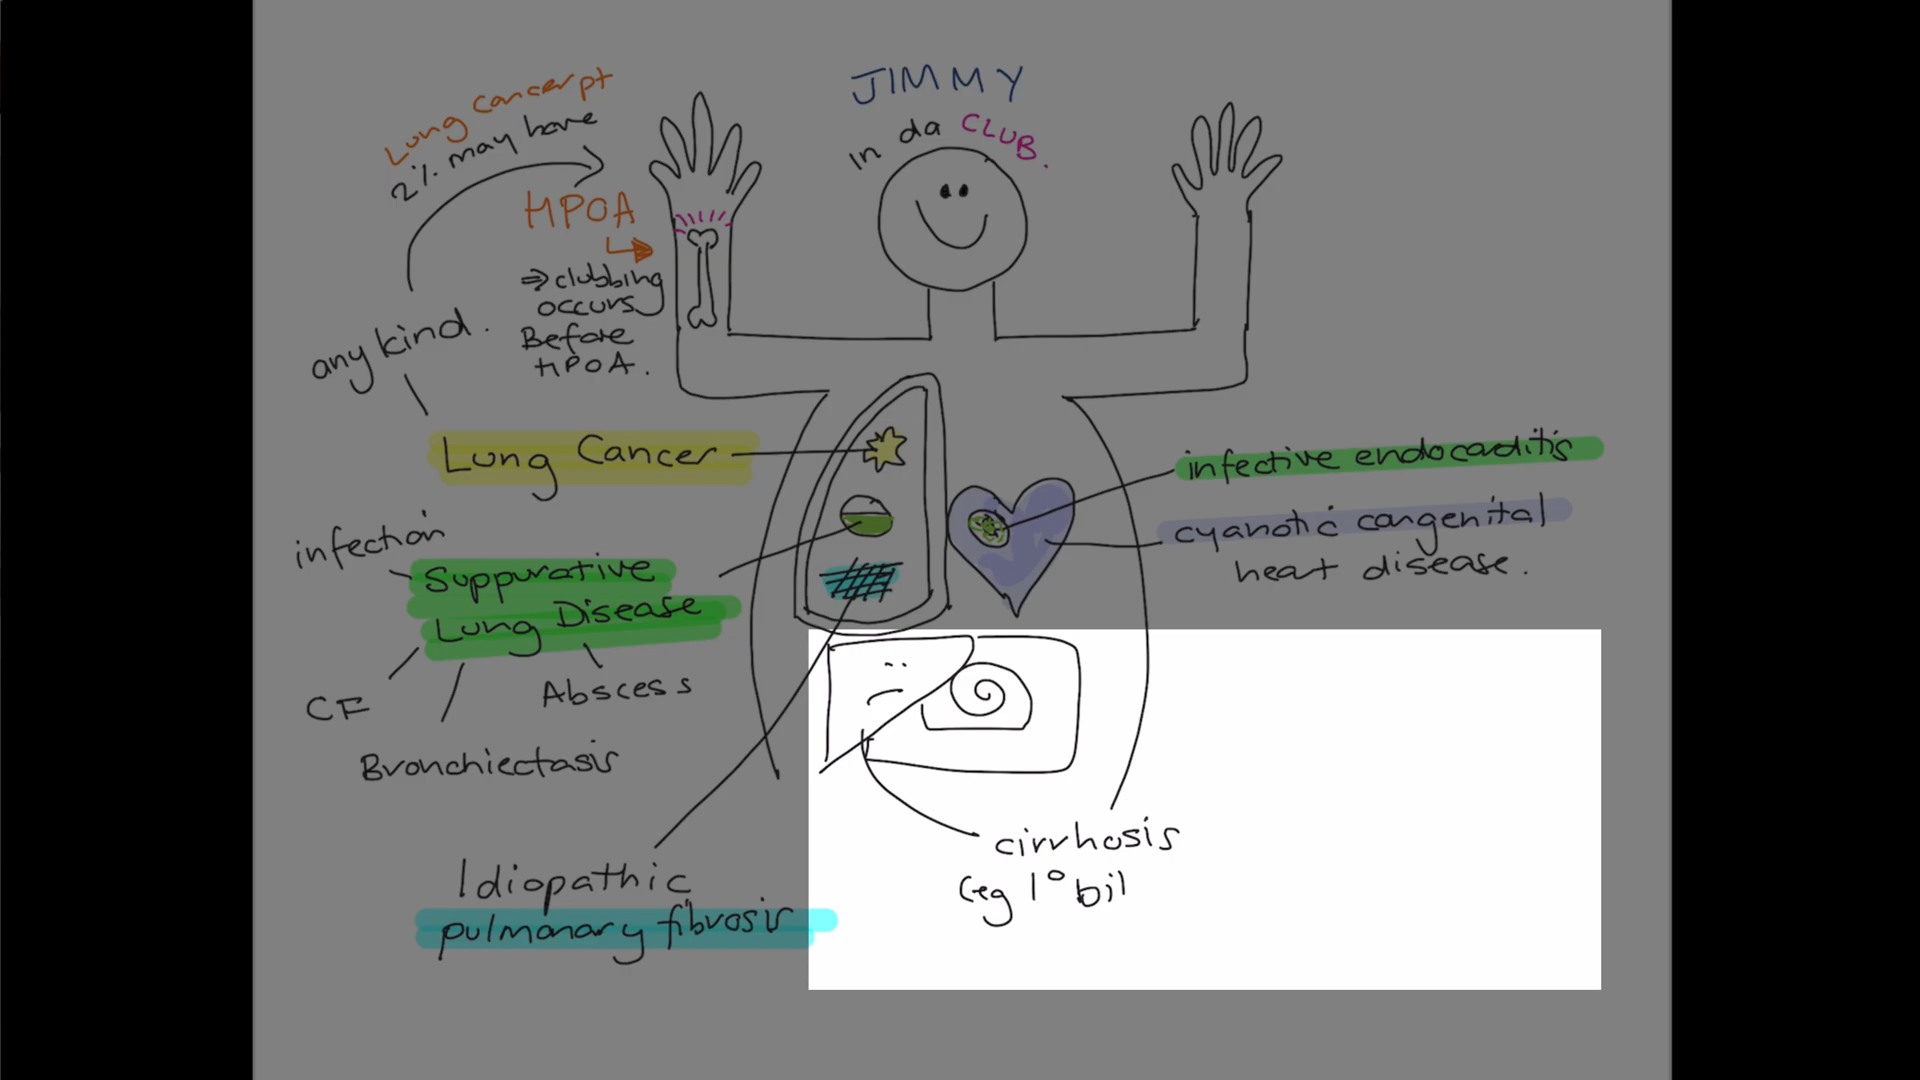 JIMMY
in da CLUB.
Lung Cancer pt
2% may have
HPOA
⇒ clubbing
occurs
Before
HPOA.
any kind.
Lung Cancer
infection
Suppurative
Lung Disease
CF
Abscess
Bronchiectasis
Idiopathic
pulmonary fibrosis
infective endocarditis
cyanotic congenital
heart disease.
cirrhosis
(eg 1° bil